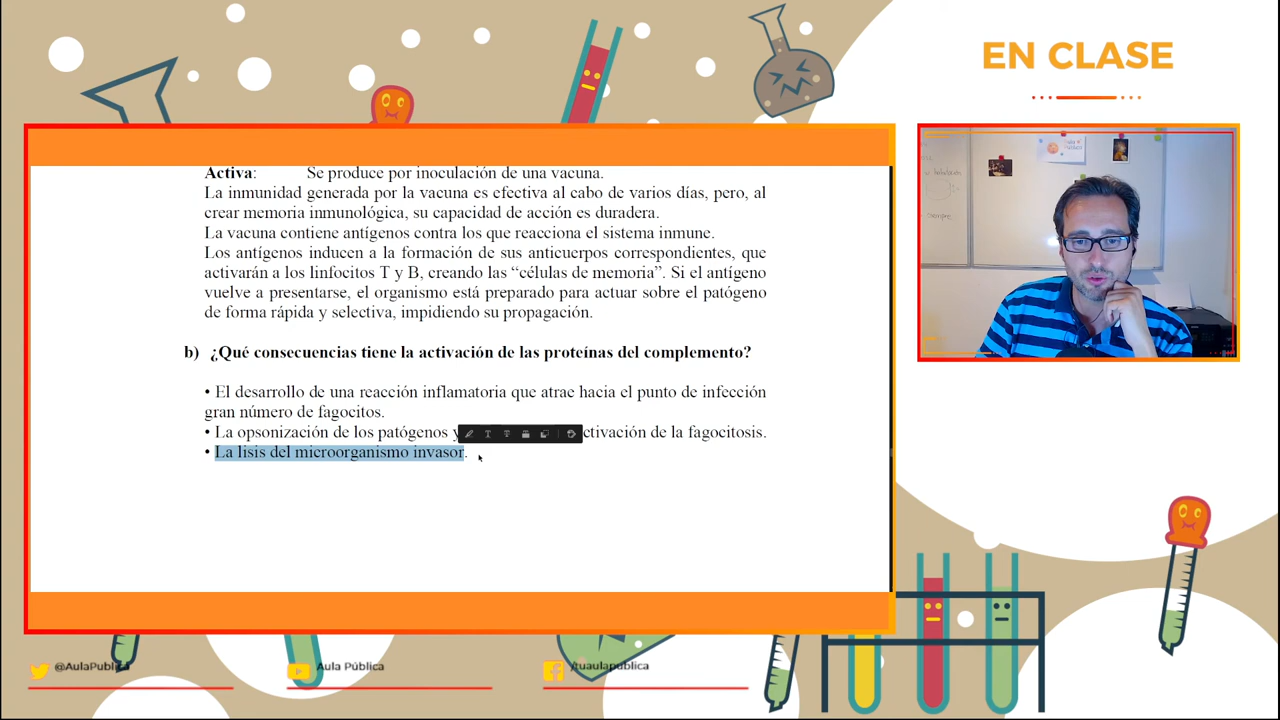 EN CLASE
Activa: Se produce por inoculación de una vacuna.
La inmunidad generada por la vacuna es efectiva al cabo de varios días, pero, al
crear memoria inmunológica, su capacidad de acción es duradera.
La vacuna contiene antígenos contra los que reacciona el sistema inmune.
Los antígenos inducen a la formación de sus anticuerpos correspondientes, que
activarán a los linfocitos T y B, creando las “células de memoria”. Si el antígeno
vuelve a presentarse, el organismo está preparado para actuar sobre el patógeno
de forma rápida y selectiva, impidiendo su propagación.
b) ¿Qué consecuencias tiene la activación de las proteínas del complemento?
• El desarrollo de una reacción inflamatoria que atrae hacia el punto de infección
gran número de fagocitos.
• La opsonización de los patógenos y ctivación de la fagocitosis.
• La lisis del microorganismo invasor.
@AulaPublica
Aula Pública
/tuaulapublica